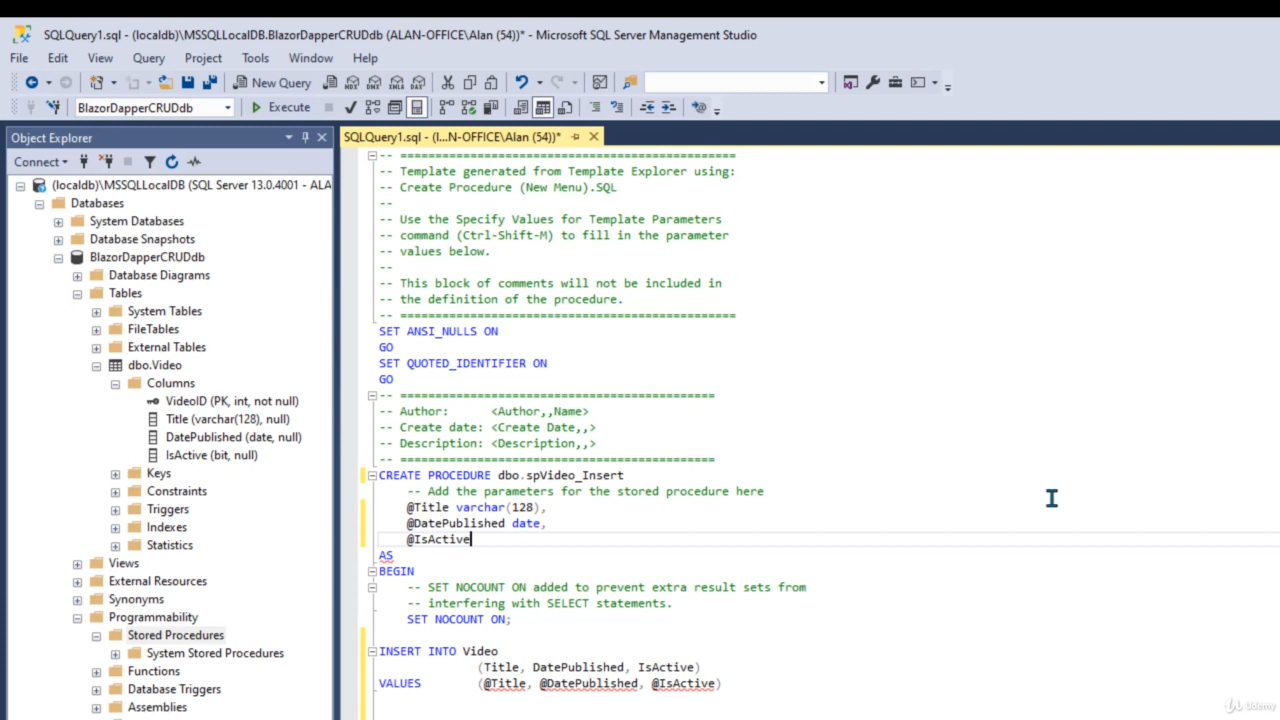 SQLQuery1.sql - (localdb)\MSSQLLocalDB.BlazorDapperCRUDdb (ALAN-OFFICE\Alan (54))* - Microsoft SQL Server Management Studio
File Edit View Query Project Tools Window Help
New Query
BlazorDapperCRUDdb Execute
Object Explorer
Connect
(localdb)\MSSQLLocalDB (SQL Server 13.0.4001 - ALA
Databases
System Databases
Database Snapshots
BlazorDapperCRUDdb
Database Diagrams
Tables
System Tables
FileTables
External Tables
dbo.Video
Columns
VideoID (PK, int, not null)
Title (varchar(128), null)
DatePublished (date, null)
IsActive (bit, null)
Keys
Constraints
Triggers
Indexes
Statistics
Views
External Resources
Synonyms
Programmability
Stored Procedures
System Stored Procedures
Functions
Database Triggers
Assemblies
SQLQuery1.sql - (l...N-OFFICE\Alan (54))*
-- ================================================
-- Template generated from Template Explorer using:
-- Create Procedure (New Menu).SQL
--
-- Use the Specify Values for Template Parameters
-- command (Ctrl-Shift-M) to fill in the parameter
-- values below.
--
-- This block of comments will not be included in
-- the definition of the procedure.
-- ================================================
SET ANSI_NULLS ON
GO
SET QUOTED_IDENTIFIER ON
GO
-- =============================================
-- Author: <Author,,Name>
-- Create date: <Create Date,,>
-- Description: <Description,,>
-- =============================================
CREATE PROCEDURE dbo.spVideo_Insert
-- Add the parameters for the stored procedure here
@Title varchar(128),
@DatePublished date,
@IsActive
AS
BEGIN
-- SET NOCOUNT ON added to prevent extra result sets from
-- interfering with SELECT statements.
SET NOCOUNT ON;
INSERT INTO Video
(Title, DatePublished, IsActive)
VALUES (@Title, @DatePublished, @IsActive)
Udemy